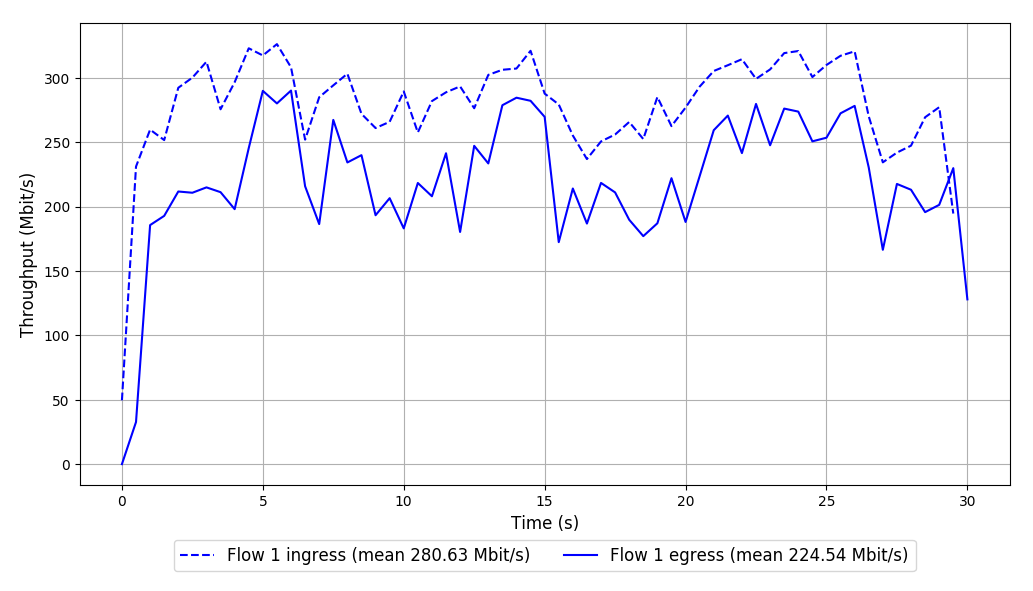 300
250
200
150
100
50
0
Throughput (Mbit/s)
0 5 10 15 20 25 30
Time (s)
Flow 1 ingress (mean 280.63 Mbit/s) Flow 1 egress (mean 224.54 Mbit/s)